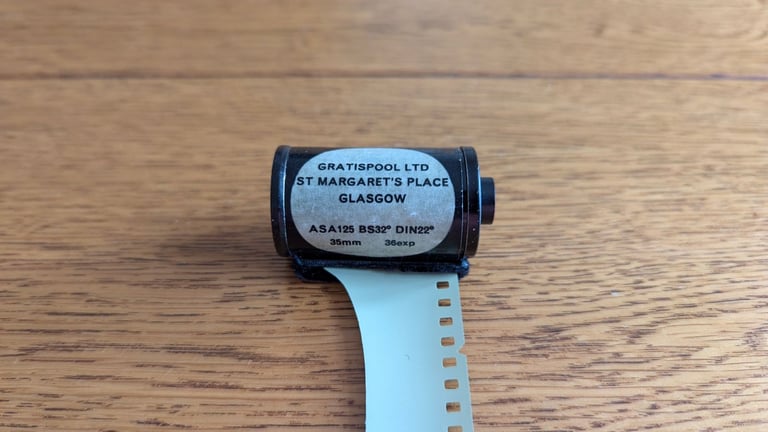 GRATISPOOL LTD
ST MARGARET'S PLACE
GLASGOW
ASA125 BS32° DIN22°
35mm 36exp